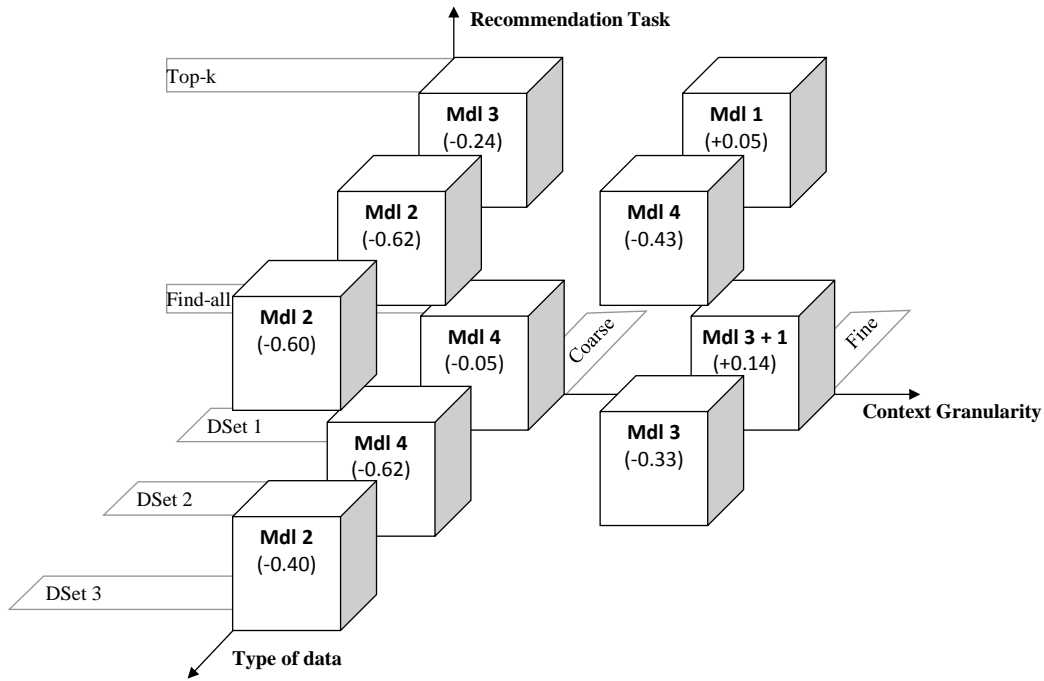 Recommendation Task
Top-k
Mdl 3
(-0.24)
Mdl 1
(+0.05)
Mdl 2
(-0.62)
Mdl 4
(-0.43)
Find-all
Mdl 2
(-0.60)
Mdl 4
(-0.05)
Coarse
Mdl 3 + 1
(+0.14)
Fine
Context Granularity
DSet 1
Mdl 4
(-0.62)
Mdl 3
(-0.33)
DSet 2
Mdl 2
(-0.40)
DSet 3
Type of data